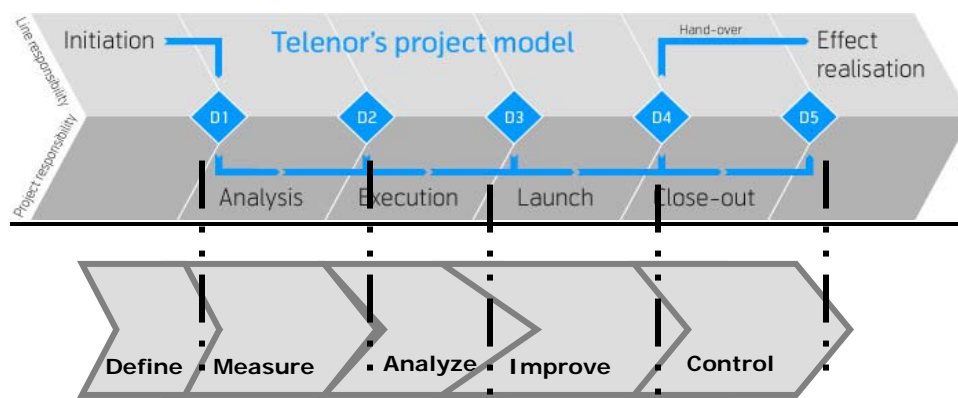 Line responsibility
Project responsibility
Initiation
Telenor's project model
Hand-over
Effect
realisation
D1
D2
D3
D4
D5
Analysis
Execution
Launch
Close-out
Define
Measure
Analyze
Improve
Control